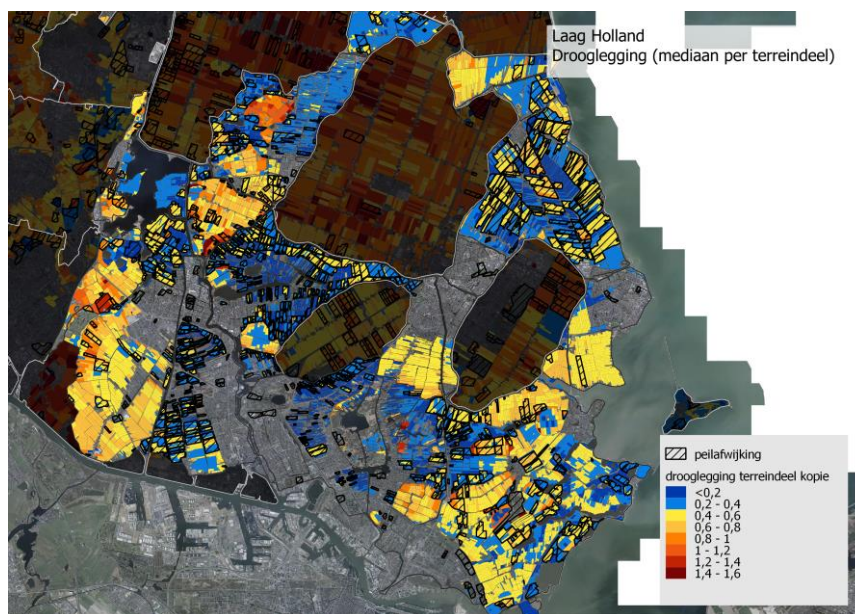 Laag Holland
Drooglegging (mediaan per terreindeel)
peilafwijking
drooglegging terreindeel kopie
<0,2
0,2 - 0,4
0,4 - 0,6
0,6 - 0,8
0,8 - 1
1 - 1,2
1,2 - 1,4
1,4 - 1,6